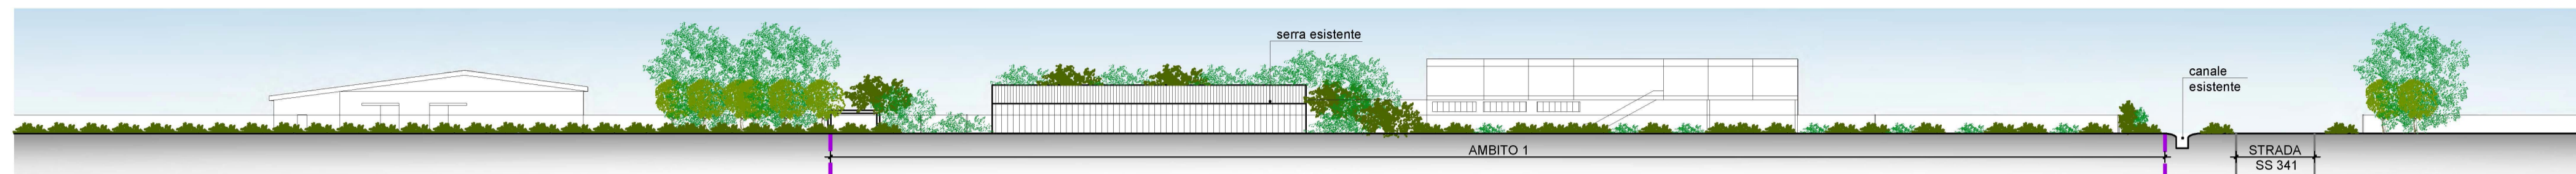 serra esistente
canale
esistente
AMBITO 1
STRADA
SS 341